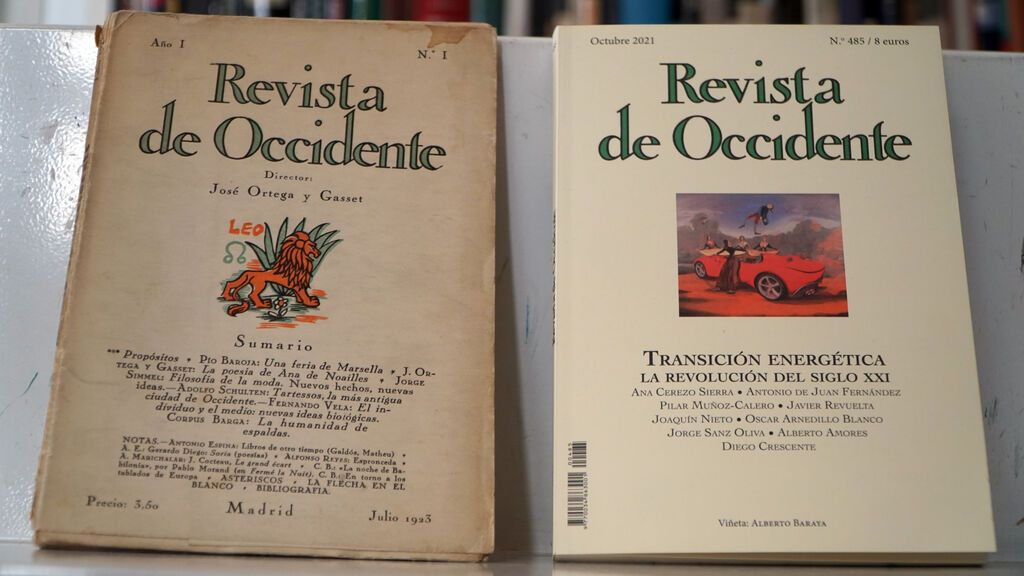 Año I
N.º I
Revista
de Occidente
Director:
José Ortega y Gasset
LEO
♌
Sumario
*** Propósitos • Pío Baroja: Una feria de Marsella • J. Or-
tega y Gasset: La poesía de Ana de Noailles • Jorge
Simmel: Filosofía de la moda. Nuevos hechos, nuevas
ideas.—Adolfo Schulten: Tartessos, la más antigua
ciudad de Occidente.—Fernando Vela: El in-
dividuo y el medio: nuevas ideas biológicas.
Corpus Barga: La humanidad de
espaldas.
NOTAS.—Antonio Espina: Libros de otro tiempo (Galdós, Matheu) •
A. E.: Gerardo Diego: Soria (poesías) • Alfonso Reyes: Espronceda •
A. Marichalar: J. Cocteau, Le grand écart • C. B.: «La noche de Ba-
bilonia», por Pablo Morand (en Fermé la Nuit). C. B.: En torno a los
tablados de Europa • ASTERISCOS • LA FLECHA EN EL
BLANCO • BIBLIOGRAFIA.
Precio: 3,50
Madrid
Julio 1923
Octubre 2021
N.º 485 / 8 euros
Revista
de Occidente
Transición energética
la revolución del siglo XXI
Ana Cerezo Sierra • Antonio de Juan Fernández
Pilar Muñoz-Calero • Javier Revuelta
Joaquín Nieto • Oscar Arnedillo Blanco
Jorge Sanz Oliva • Alberto Amores
Diego Crescente
00485
Viñeta: Alberto Baraya